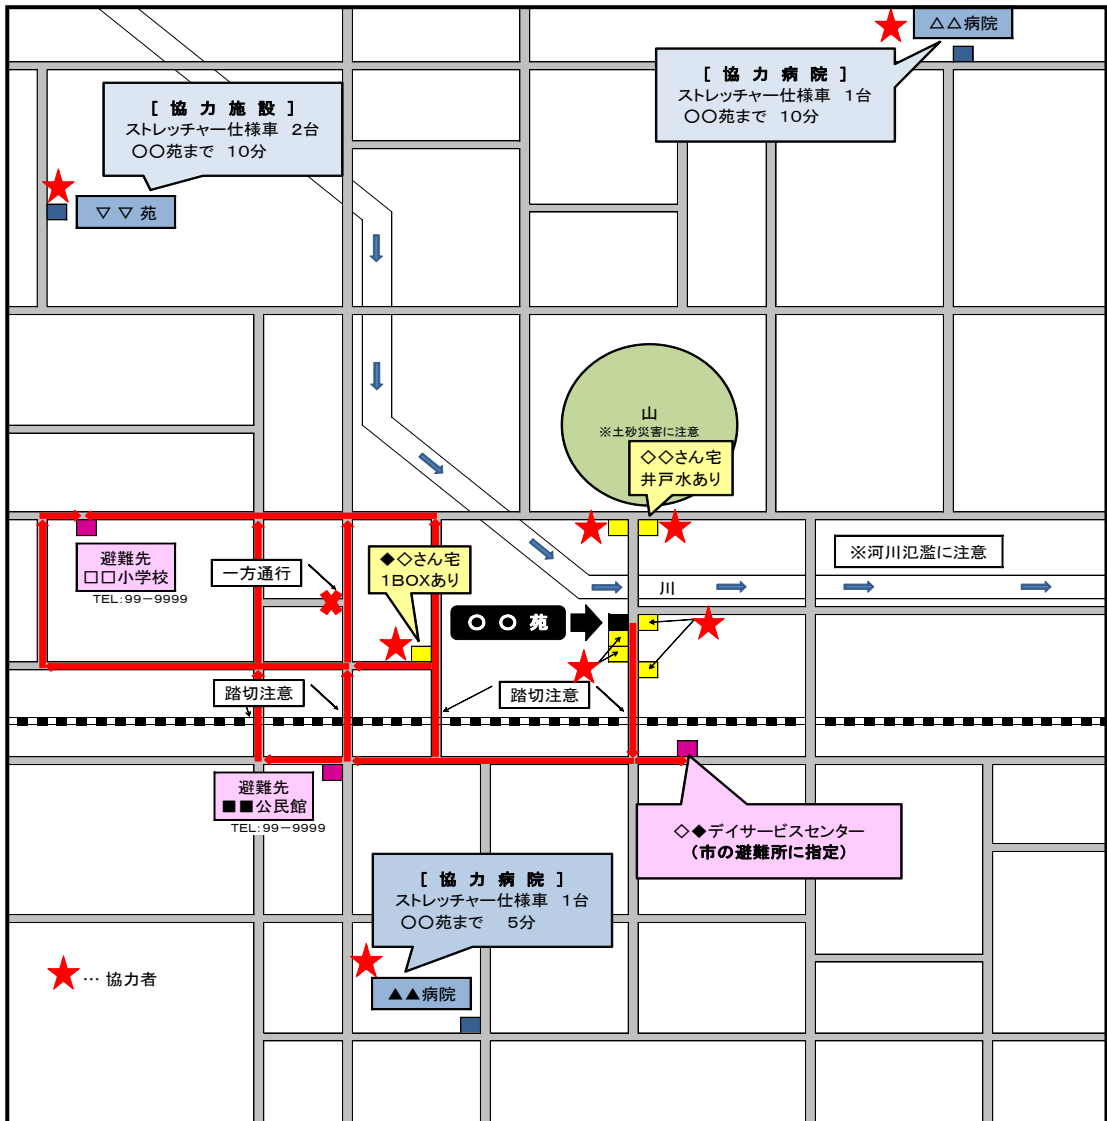 △△病院
［ 協 力 病 院 ］
ストレッチャー仕様車 1台
〇〇苑まで 10分
［ 協 力 施 設 ］
ストレッチャー仕様車 2台
〇〇苑まで 10分
▽ ▽ 苑
山
※土砂災害に注意
◇◇さん宅
井戸水あり
避難先
□□小学校
TEL:99－9999
一方通行
◆◇さん宅
1BOXあり
※河川氾濫に注意
川
〇 〇 苑
踏切注意
踏切注意
避難先
■■公民館
TEL:99－9999
◇◆デイサービスセンター
（市の避難所に指定）
［ 協 力 病 院 ］
ストレッチャー仕様車 1台
〇〇苑まで 5分
▲▲病院
★… 協力者